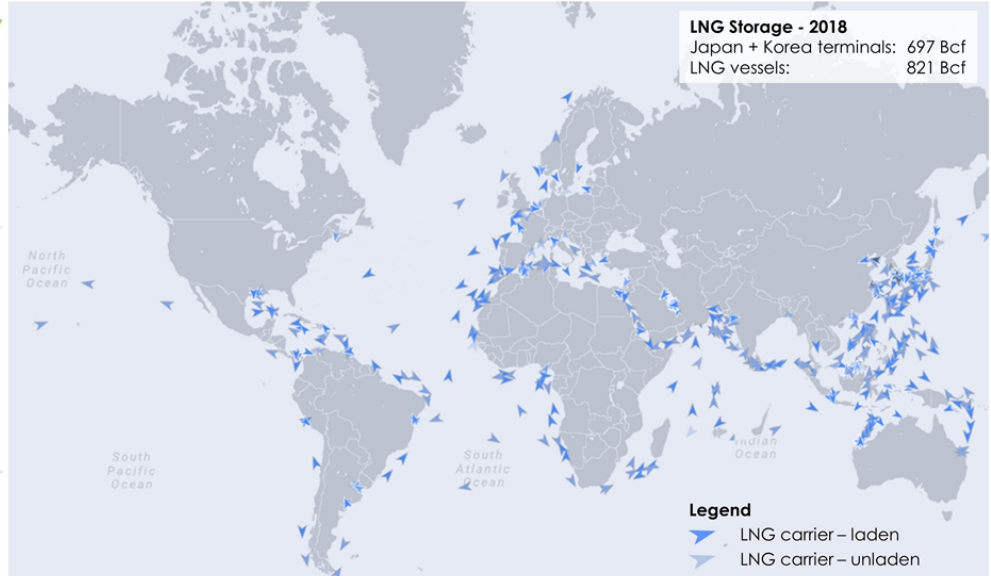 LNG Storage - 2018
Japan + Korea terminals: 697 Bcf
LNG vessels: 821 Bcf
North
Pacific
Ocean
South
Pacific
Ocean
South
Atlantic
Ocean
Indian
Ocean
Legend
LNG carrier – laden
LNG carrier – unladen